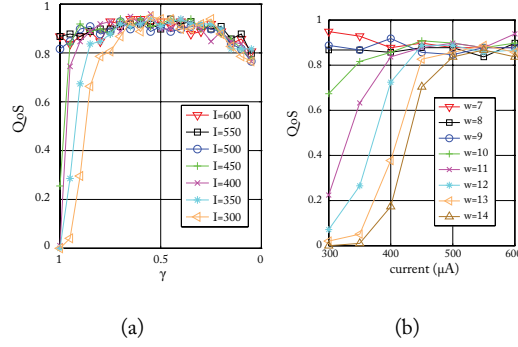 QoS
1
0.8
0.6
0.4
0.2
0
I=600
I=550
I=500
I=450
I=400
I=350
I=300
1
0.5
0
γ
(a)
QoS
1
0.8
0.6
0.4
0.2
0
w=7
w=8
w=9
w=10
w=11
w=12
w=13
w=14
300
400
500
600
current (μA)
(b)